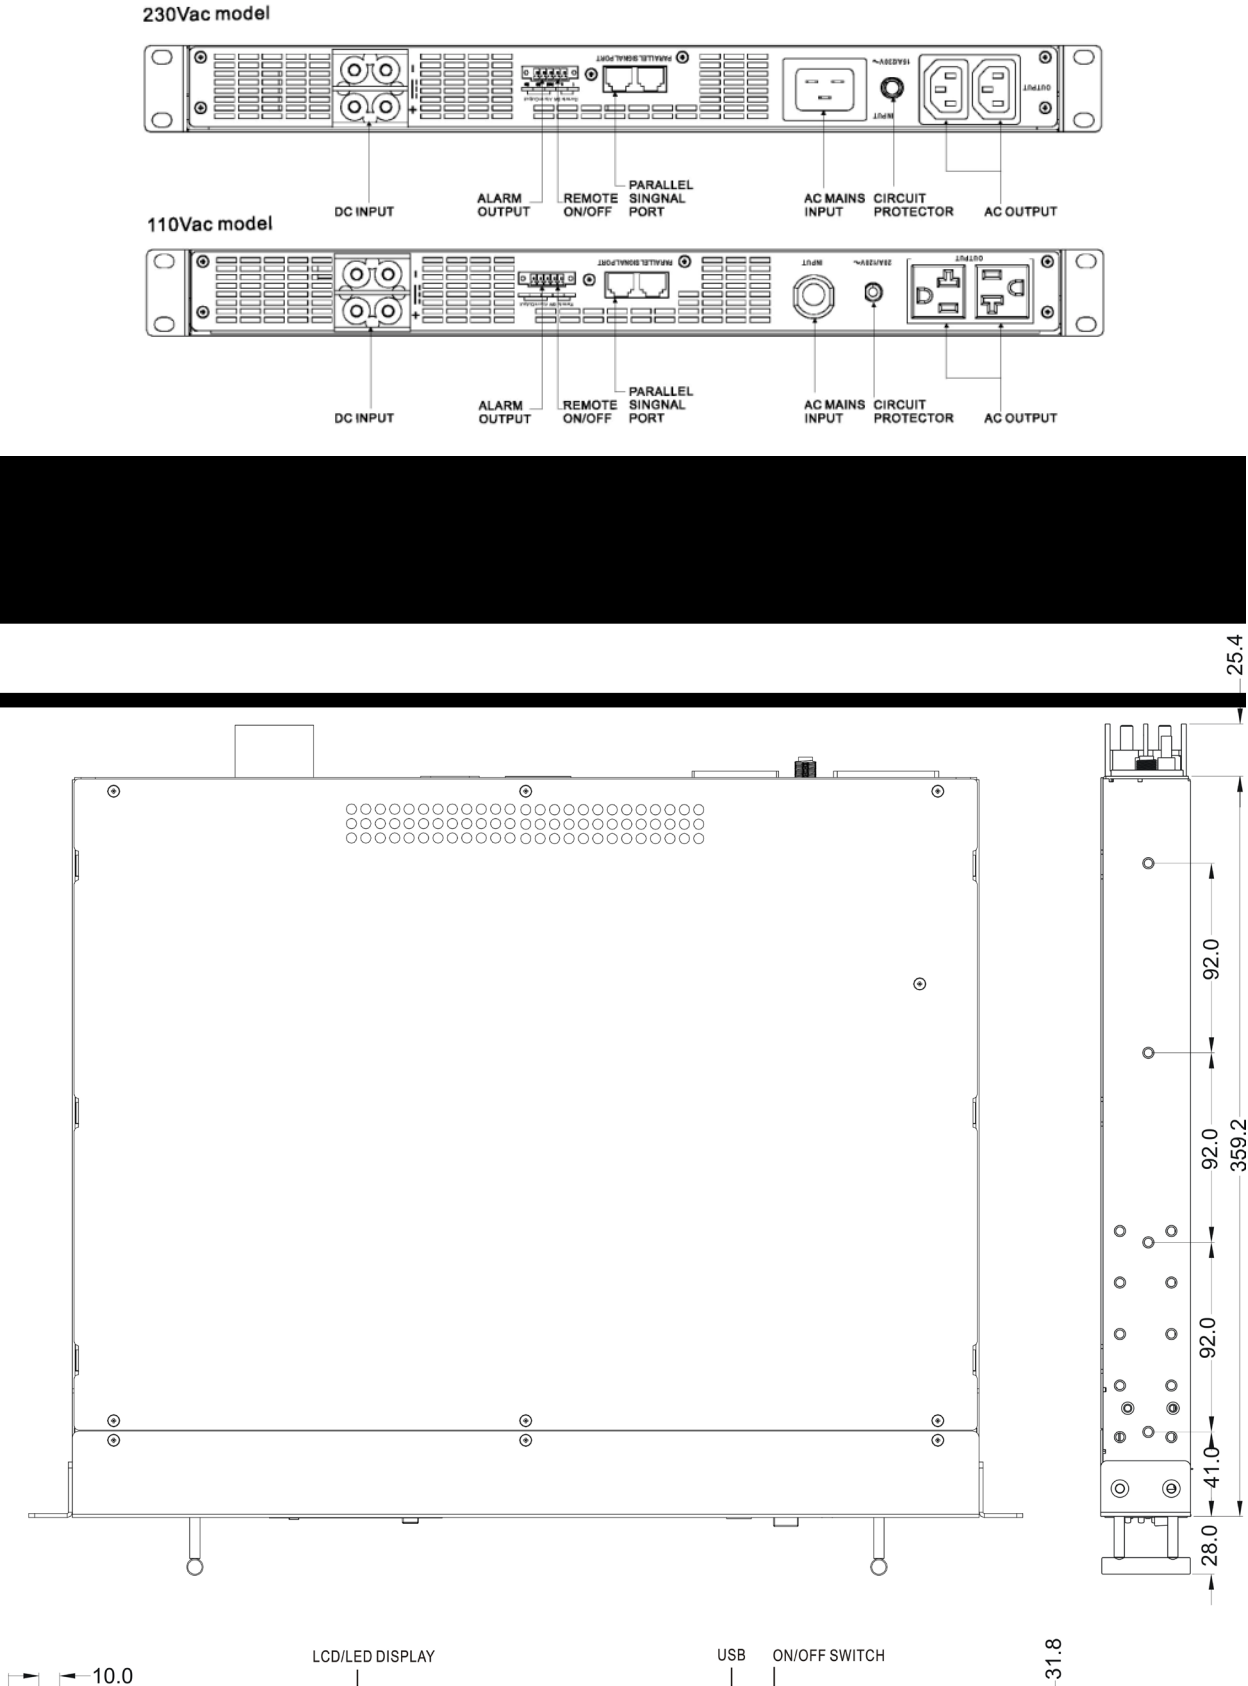 230Vac model
PARALLEL SIGNAL PORT
15A/230V~
INPUT
OUTPUT
DC INPUT
ALARM
OUTPUT
REMOTE
ON/OFF
PARALLEL
SINGNAL
PORT
AC MAINS
INPUT
CIRCUIT
PROTECTOR
AC OUTPUT
110Vac model
PARALLEL SIGNAL PORT
INPUT
20A/120V~
OUTPUT
DC INPUT
ALARM
OUTPUT
REMOTE
ON/OFF
PARALLEL
SINGNAL
PORT
AC MAINS
INPUT
CIRCUIT
PROTECTOR
AC OUTPUT
25.4
92.0
92.0
359.2
92.0
41.0
28.0
LCD/LED DISPLAY
USB
ON/OFF SWITCH
31.8
10.0